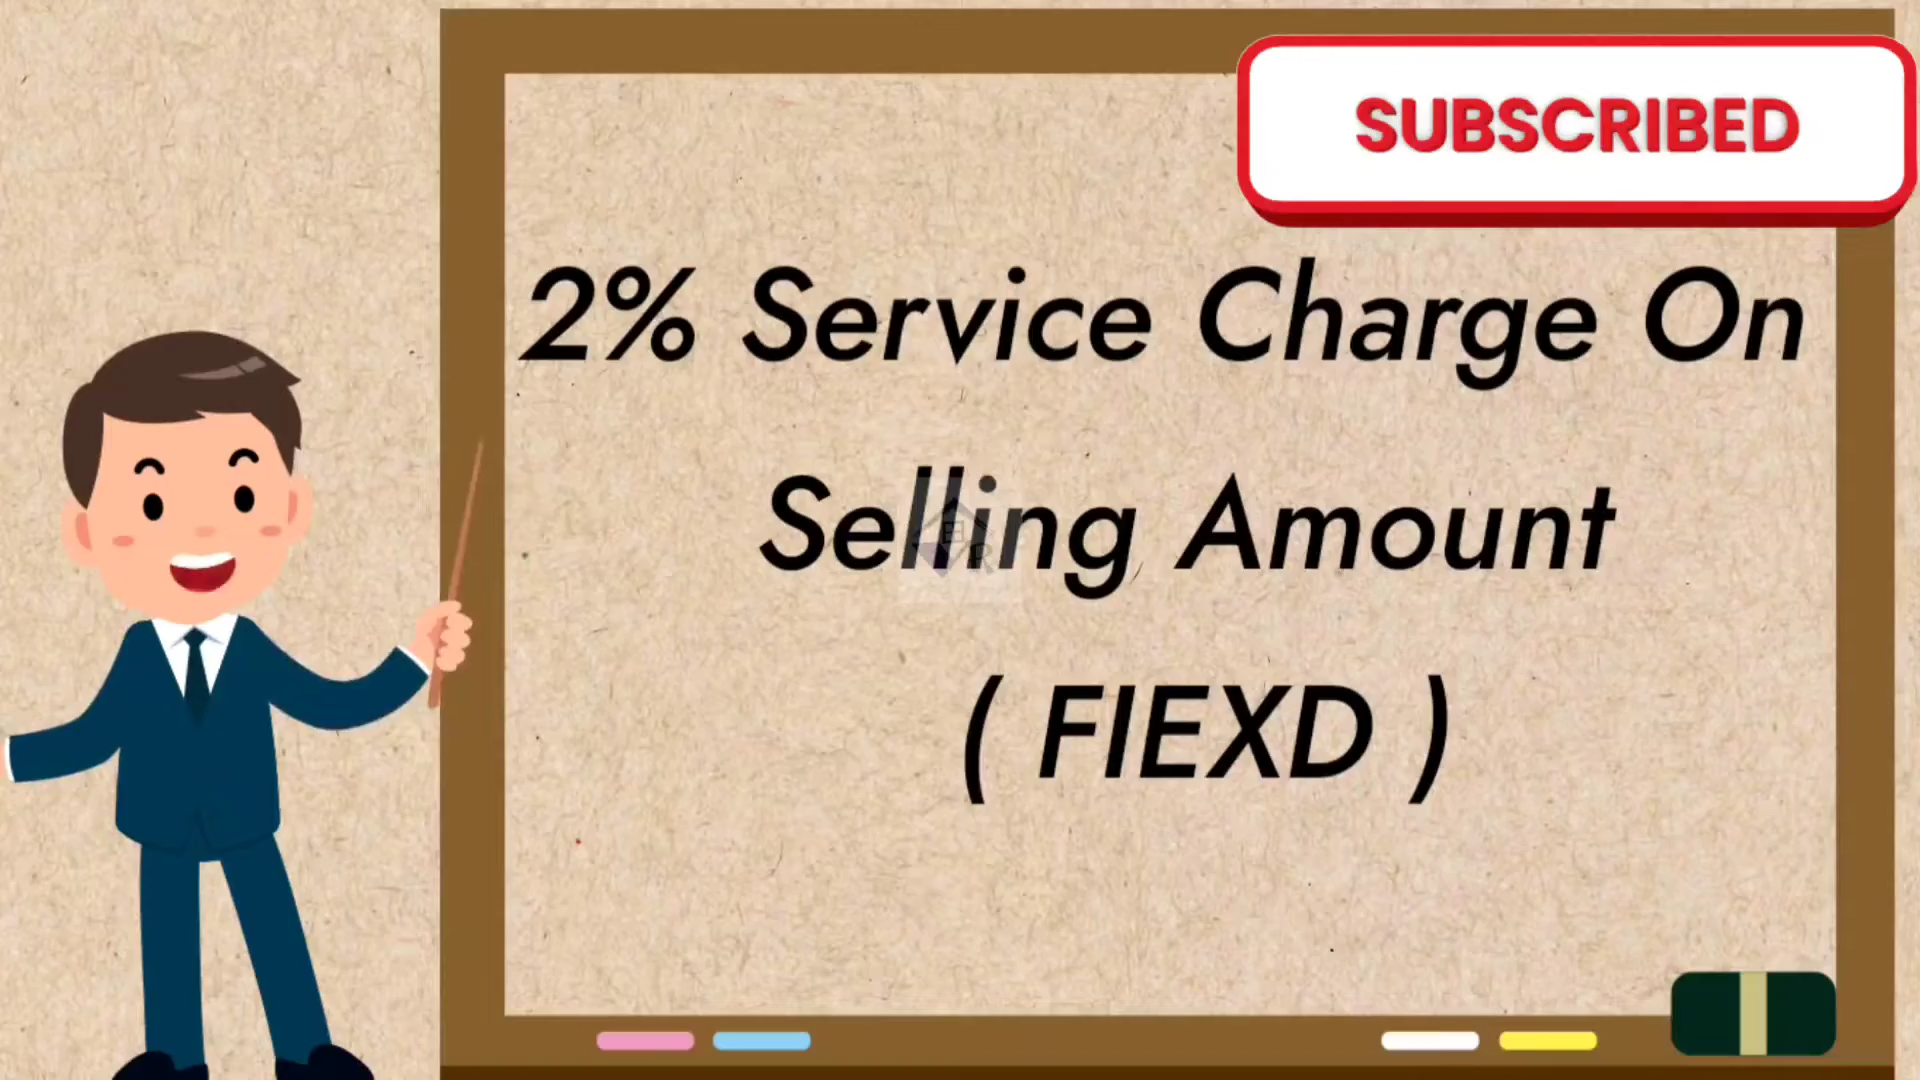 SUBSCRIBED
2% Service Charge On
Selling Amount
( FIEXD )